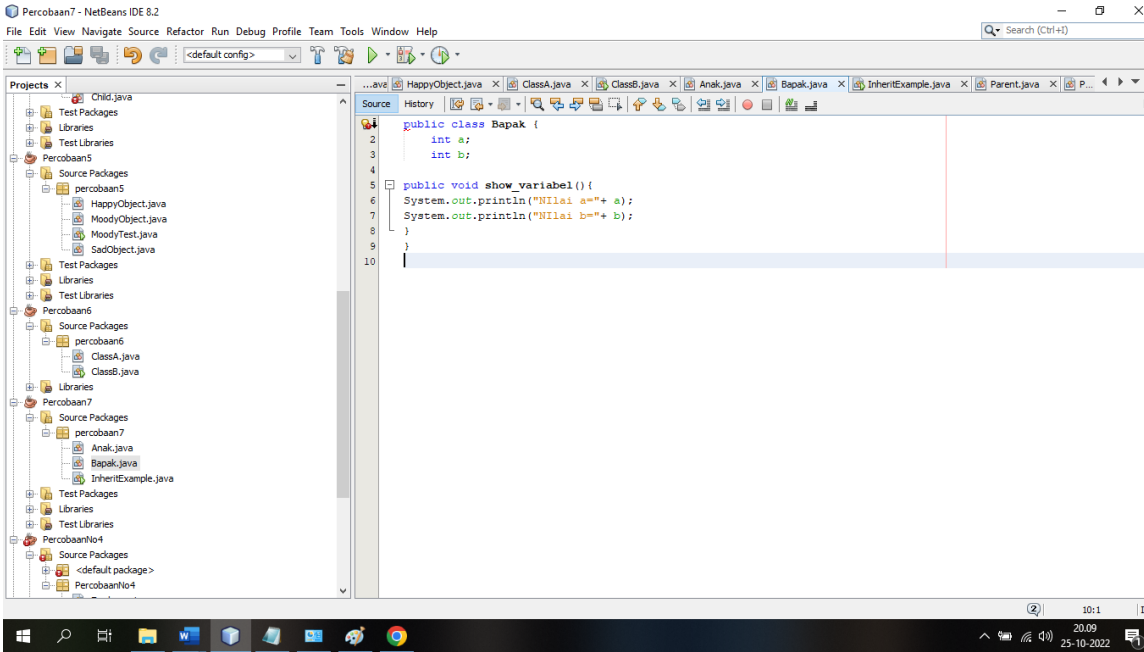 Percobaan7 - NetBeans IDE 8.2
File Edit View Navigate Source Refactor Run Debug Profile Team Tools Window Help
Search (Ctrl+I)
<default config>
Projects
...ava HappyObject.java ClassA.java ClassB.java Anak.java Bapak.java InheritExample.java Parent.java P...
Source History
Child.java
Test Packages
Libraries
Test Libraries
Percobaan5
Source Packages
percobaan5
HappyObject.java
MoodyObject.java
MoodyTest.java
SadObject.java
Test Packages
Libraries
Test Libraries
Percobaan6
Source Packages
percobaan6
ClassA.java
ClassB.java
Libraries
Percobaan7
Source Packages
percobaan7
Anak.java
Bapak.java
InheritExample.java
Test Packages
Libraries
Test Libraries
PercobaanNo4
Source Packages
<default package>
PercobaanNo4
public class Bapak {
2 int a;
3 int b;
4
5 public void show_variabel(){
6 System.out.println("NIlai a="+ a);
7 System.out.println("NIlai b="+ b);
8 }
9 }
10
2 10:1
20.09
25-10-2022